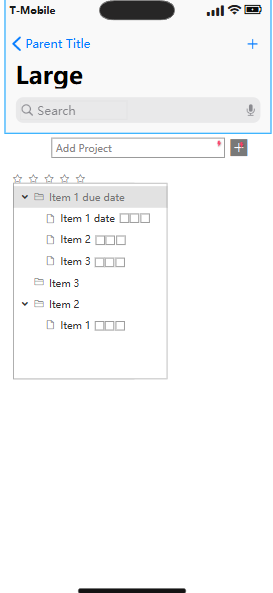 T-Mobile
Parent Title
Large
Search
Add Project
Item 1 due date
Item 1 date
Item 2
Item 3
Item 3
Item 2
Item 1